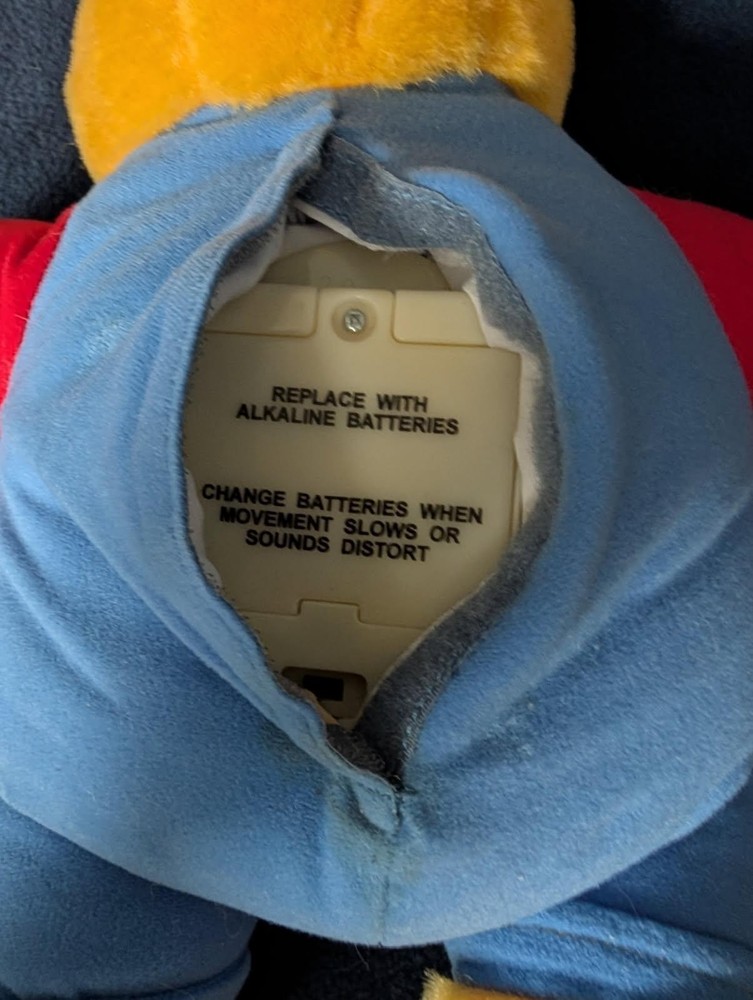 REPLACE WITH
ALKALINE BATTERIES
CHANGE BATTERIES WHEN
MOVEMENT SLOWS OR
SOUNDS DISTORT